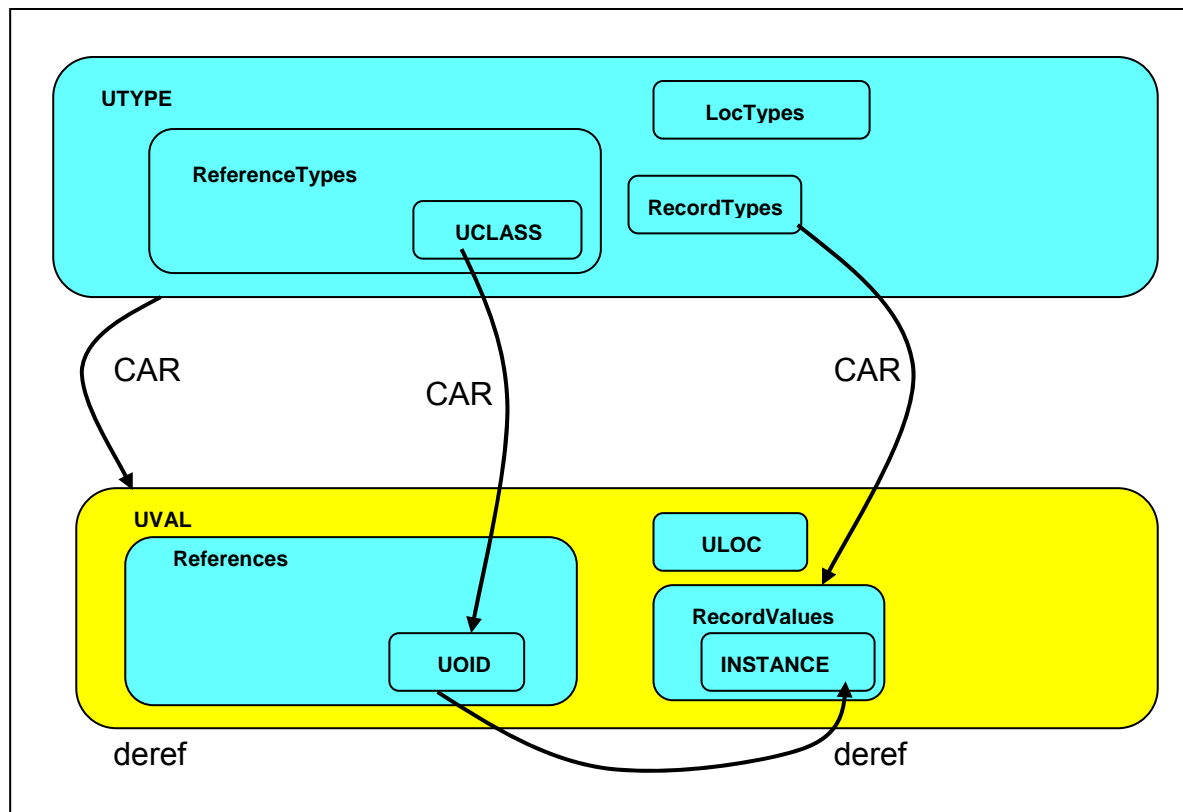 UTYPE
LocTypes
ReferenceTypes
RecordTypes
UCLASS
CAR
CAR
CAR
UVAL
ULOC
References
RecordValues
UOID
INSTANCE
deref
deref